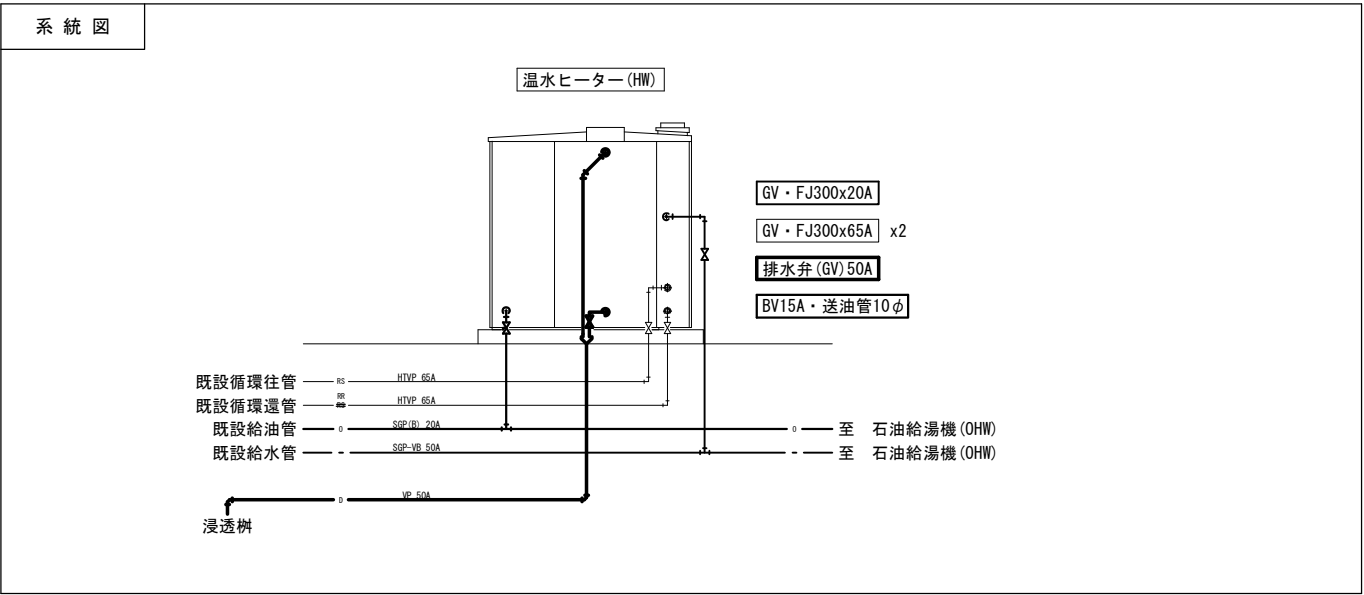 系統図
温水ヒーター(HW)
GV・FJ300x20A
GV・FJ300x65A x2
排水弁(GV)50A
BV15A・送油管10φ
既設循環往管 RS HTVP 65A
RR
既設循環還管 HTVP 65A
既設給油管 O SGP(B) 20A O 至 石油給湯機(OHW)
既設給水管 - SGP-VB 50A - 至 石油給湯機(OHW)
D VP 50A
浸透桝